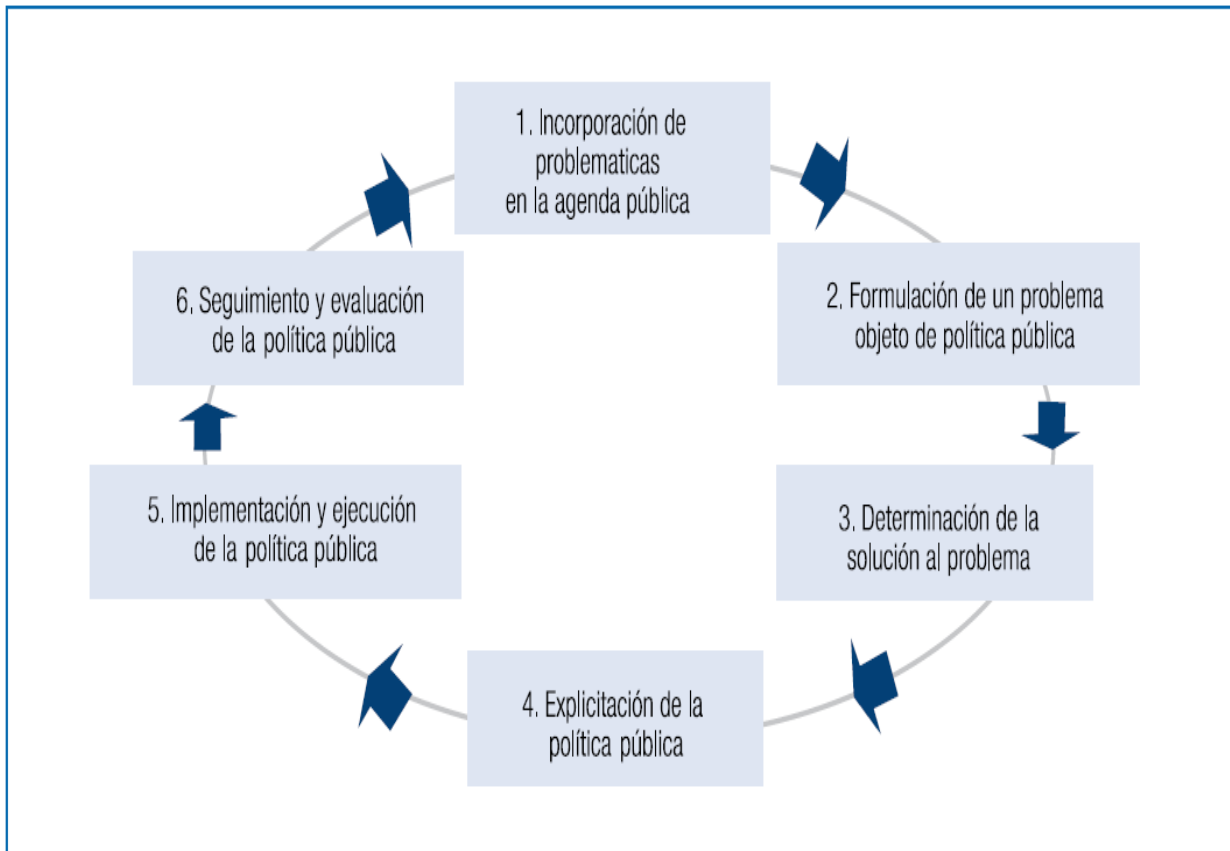 1. Incorporación de
problematicas
en la agenda pública
2. Formulación de un problema
objeto de política pública
3. Determinación de la
solución al problema
4. Explicitación de la
política pública
5. Implementación y ejecución
de la política pública
6. Seguimiento y evaluación
de la política pública